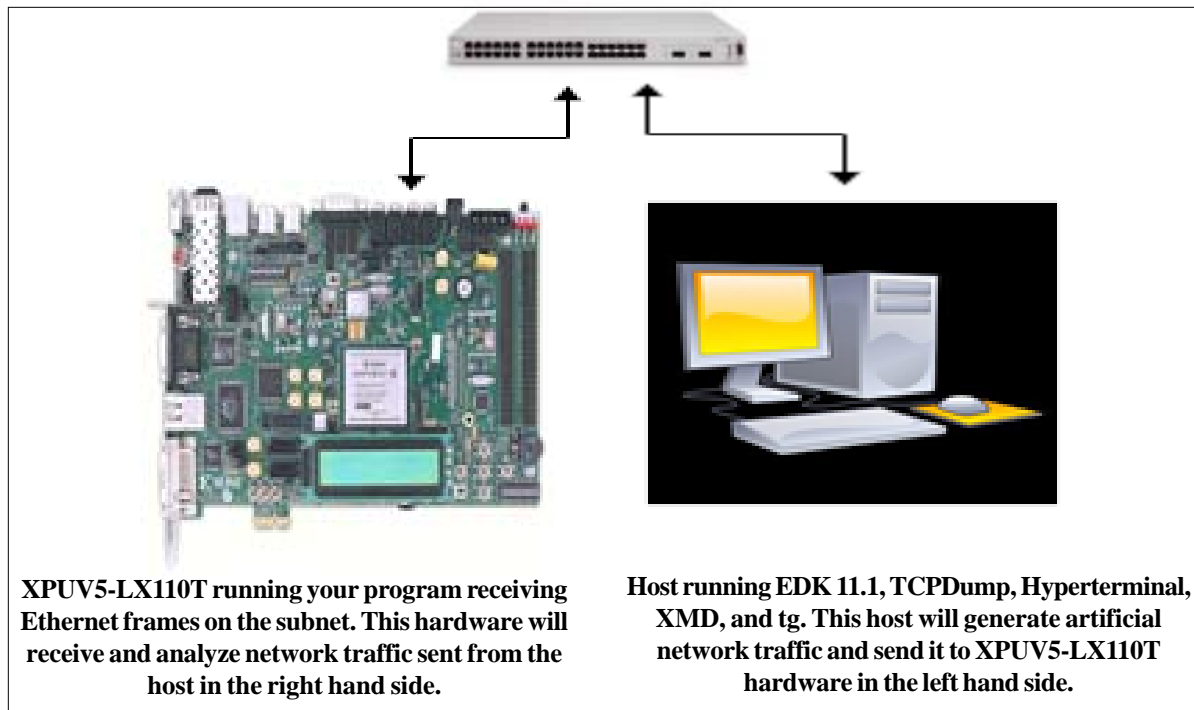 XPUV5-LX110T running your program receiving
Ethernet frames on the subnet. This hardware will
receive and analyze network traffic sent from the
host in the right hand side.
Host running EDK 11.1, TCPDump, Hyperterminal,
XMD, and tg. This host will generate artificial
network traffic and send it to XPUV5-LX110T
hardware in the left hand side.